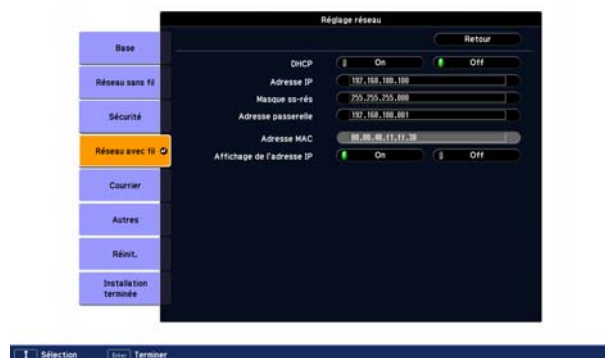 Réglage réseau
Retour
Base
DHCP On Off
Réseau sans fil
Adresse IP 192.168.100.100
Masque ss-rés 255.255.255.000
Sécurité
Adresse passerelle 192.168.100.001
Adresse MAC
Réseau avec fil
Affichage de l'adresse IP On Off
Courrier
Autres
Réinit.
Installation
terminée
Sélection Enter Terminer